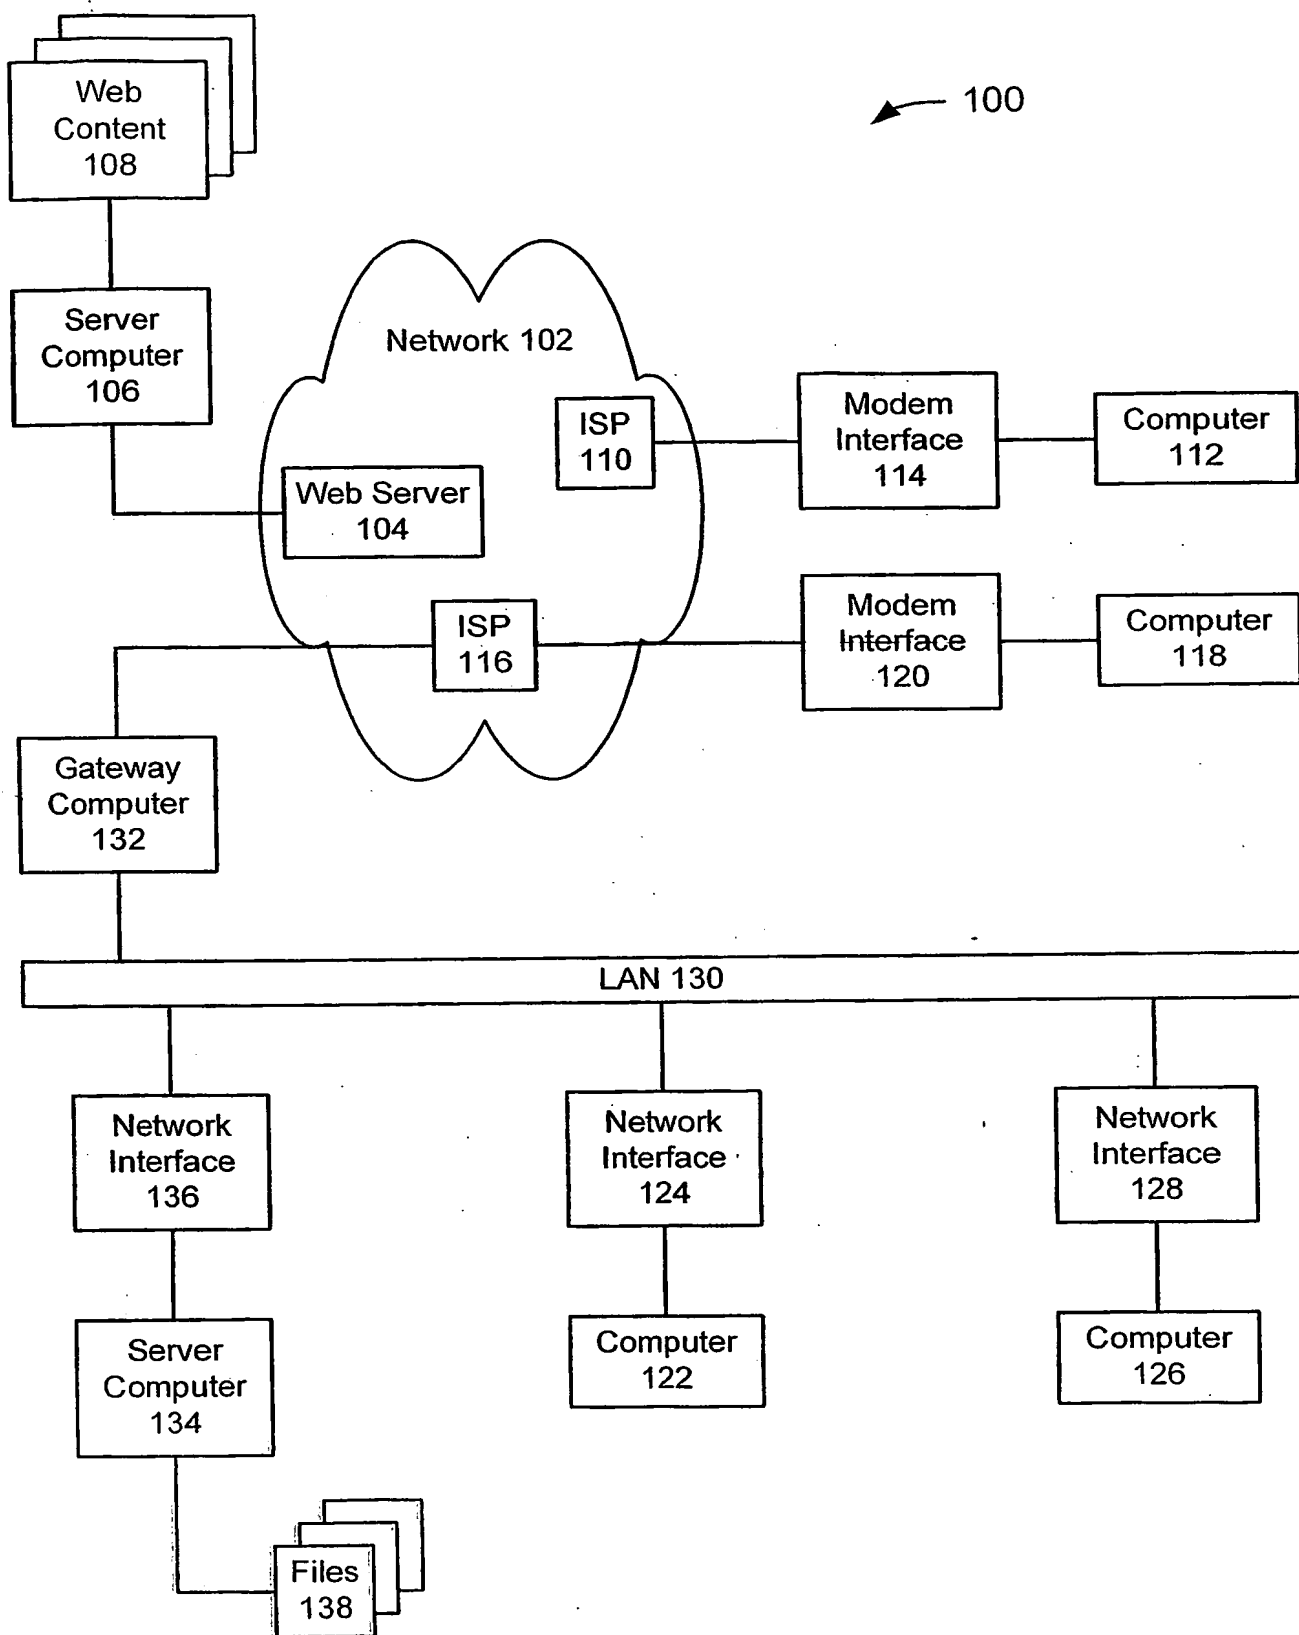 Web
Content
108
100
Server
Computer
106
Network 102
ISP
110
Modem
Interface
114
Computer
112
Web Server
104
ISP
116
Modem
Interface
120
Computer
118
Gateway
Computer
132
LAN 130
Network
Interface
136
Network
Interface
124
Network
Interface
128
Server
Computer
134
Computer
122
Computer
126
Files
138